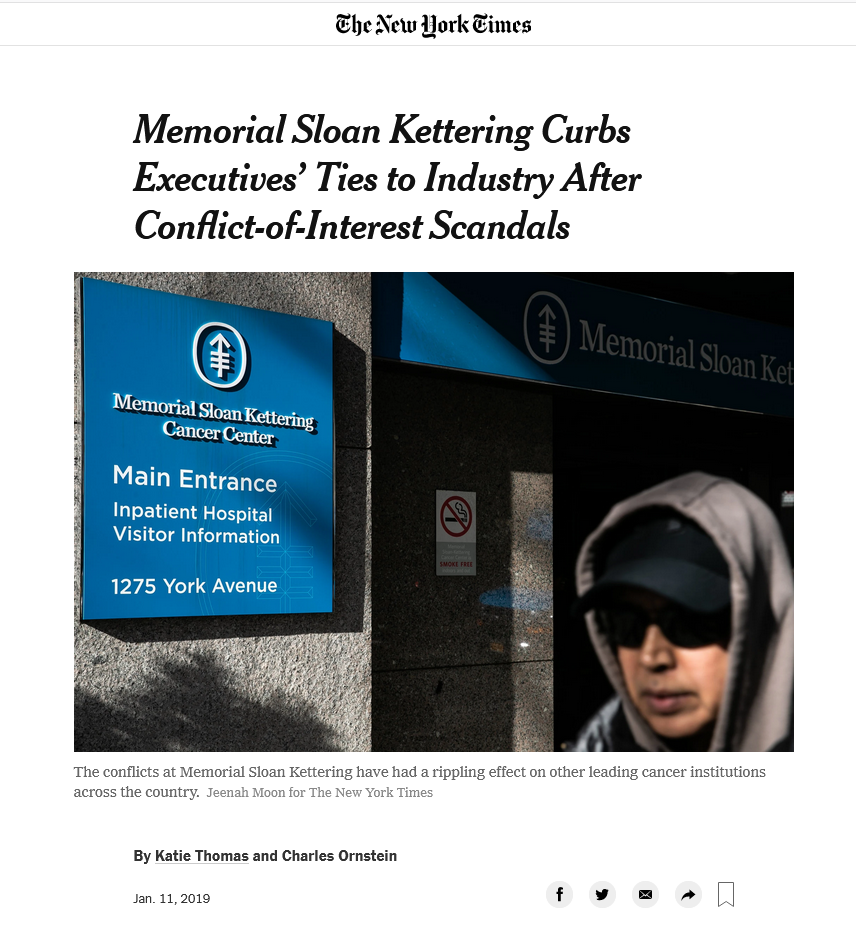 The New York Times
Memorial Sloan Kettering Curbs
Executives’ Ties to Industry After
Conflict-of-Interest Scandals
Memorial Sloan Kettering
Cancer Center
Main Entrance
Inpatient Hospital
Visitor Information
1275 York Avenue
Memorial Sloan Ket
SMOKE FREE
The conflicts at Memorial Sloan Kettering have had a rippling effect on other leading cancer institutions
across the country. Jeenah Moon for The New York Times
By Katie Thomas and Charles Ornstein
Jan. 11, 2019